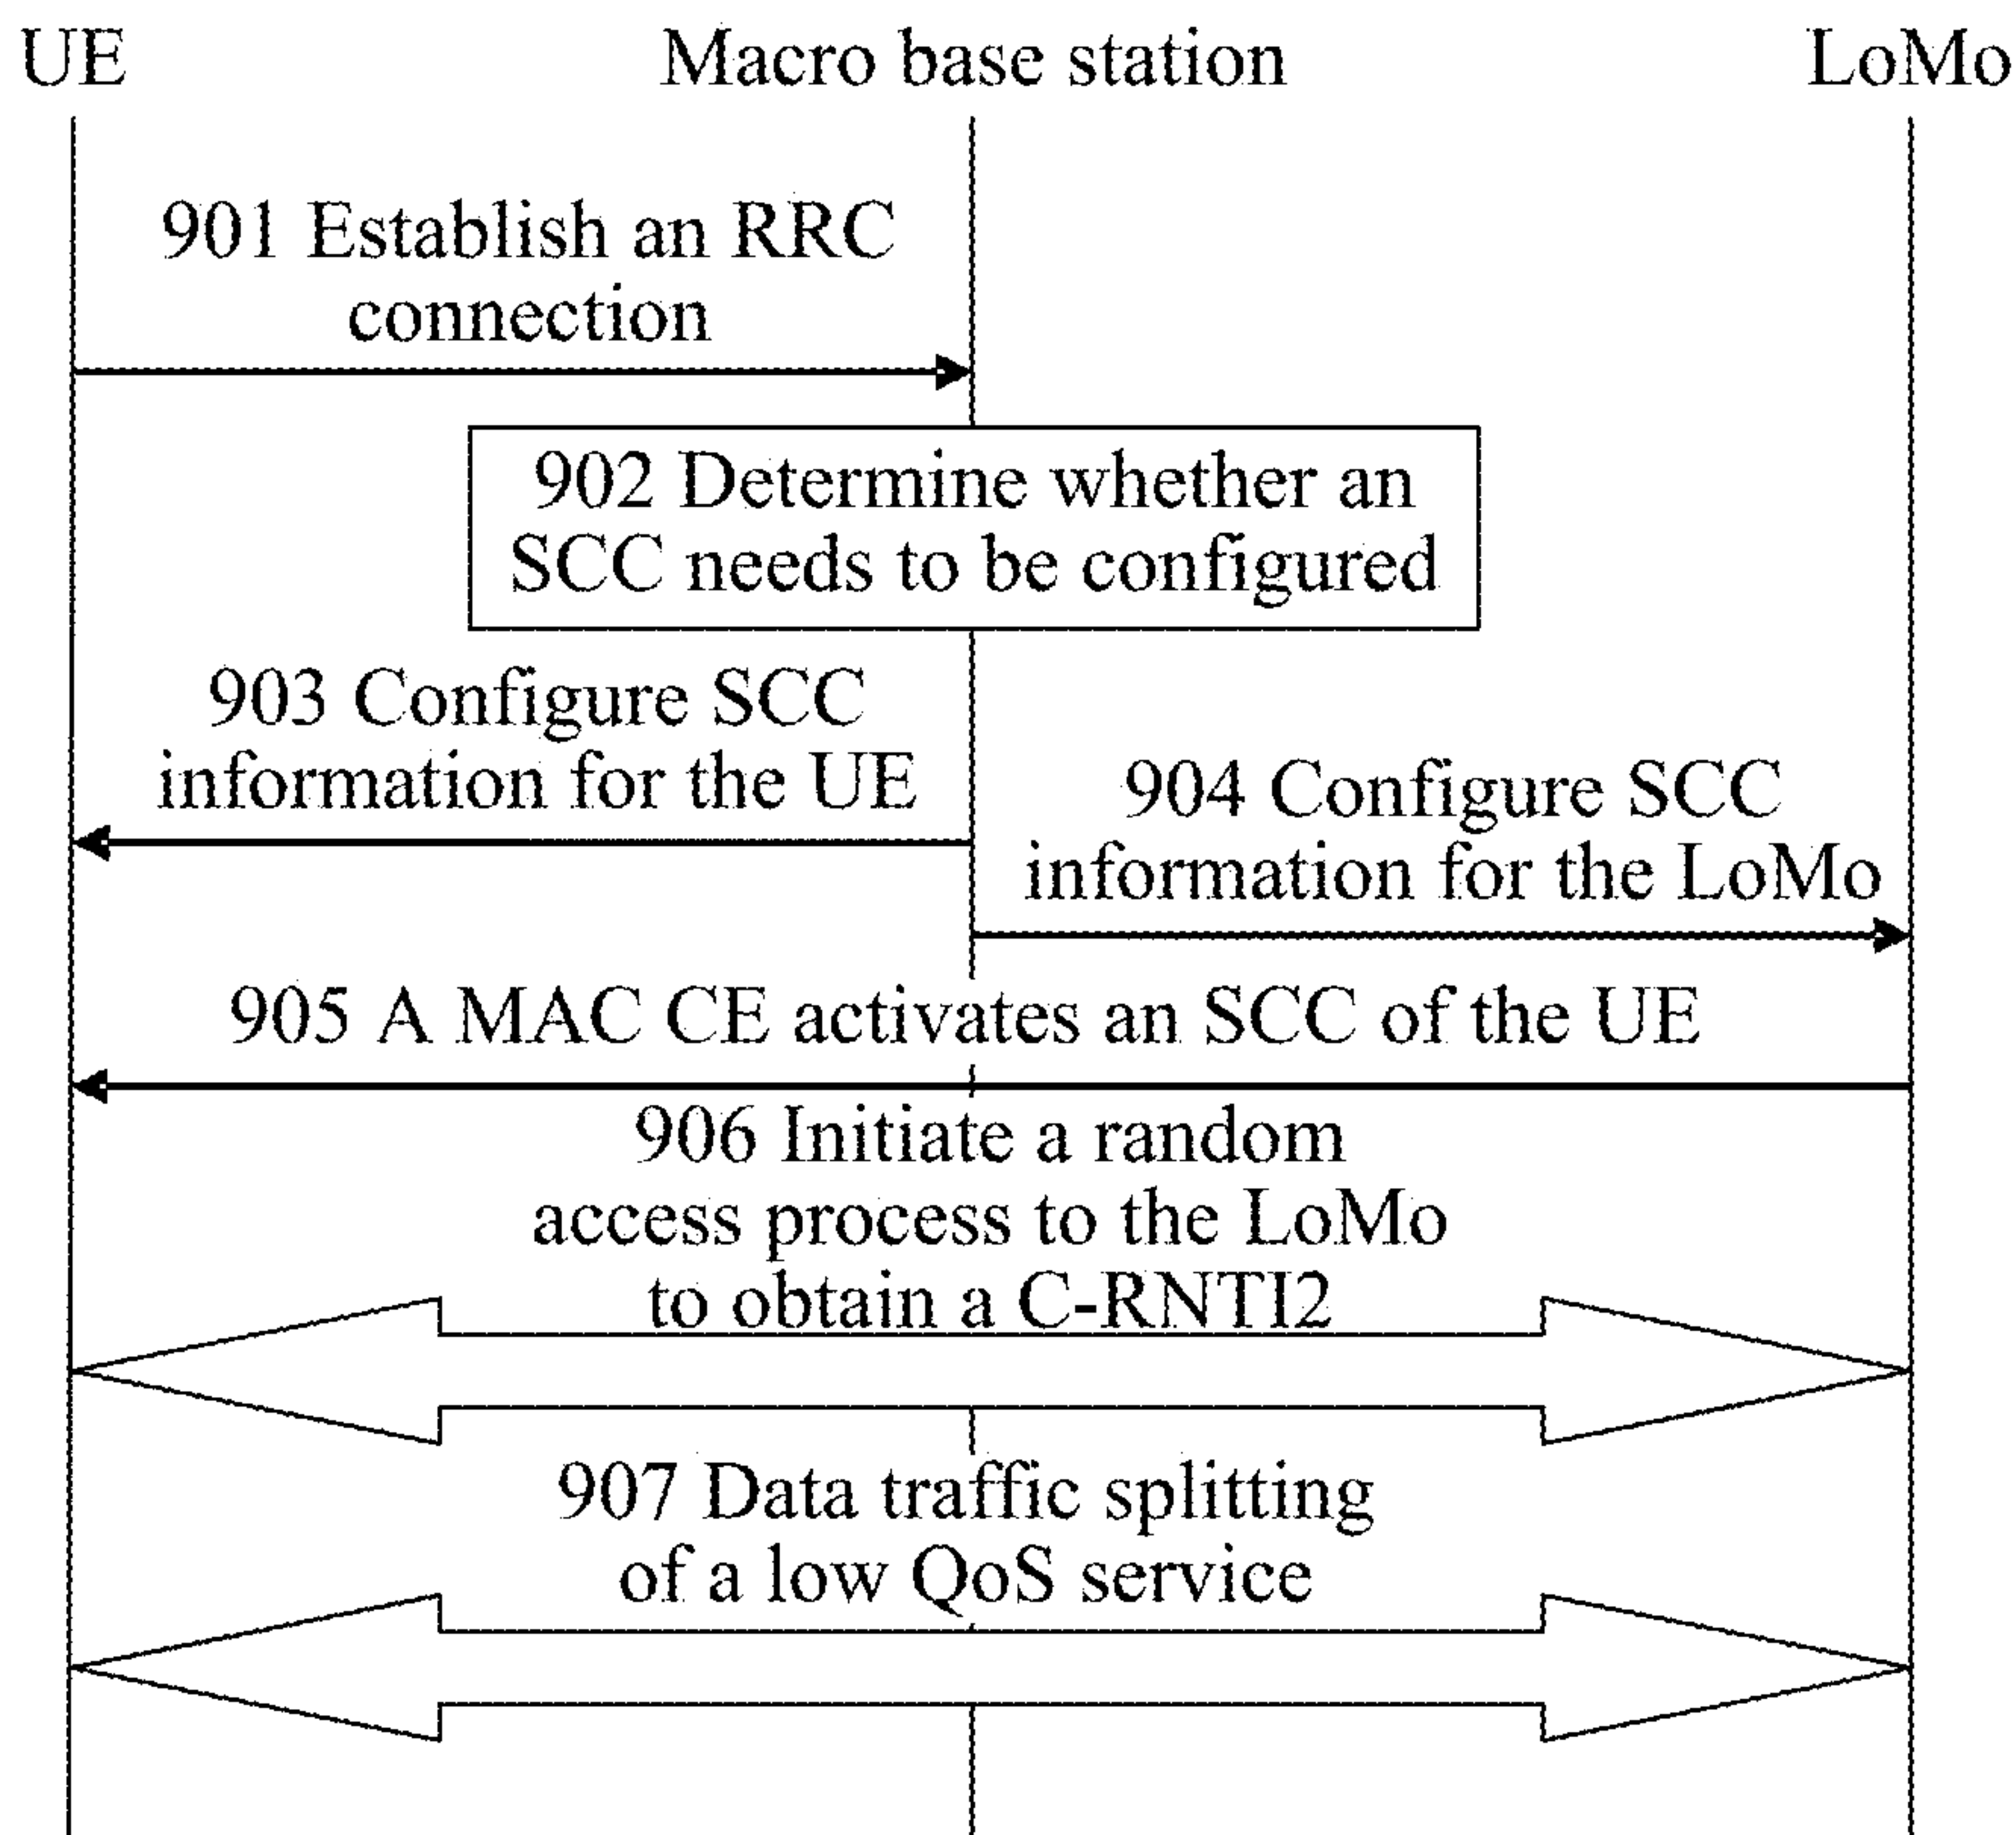 UE
Macro base station
LoMo
901 Establish an RRC
connection
902 Determine whether an
SCC needs to be configured
903 Configure SCC
information for the UE
904 Configure SCC
information for the LoMo
905 A MAC CE activates an SCC of the UE
906 Initiate a random
access process to the LoMo
to obtain a C-RNTI2
907 Data traffic splitting
of a low QoS service